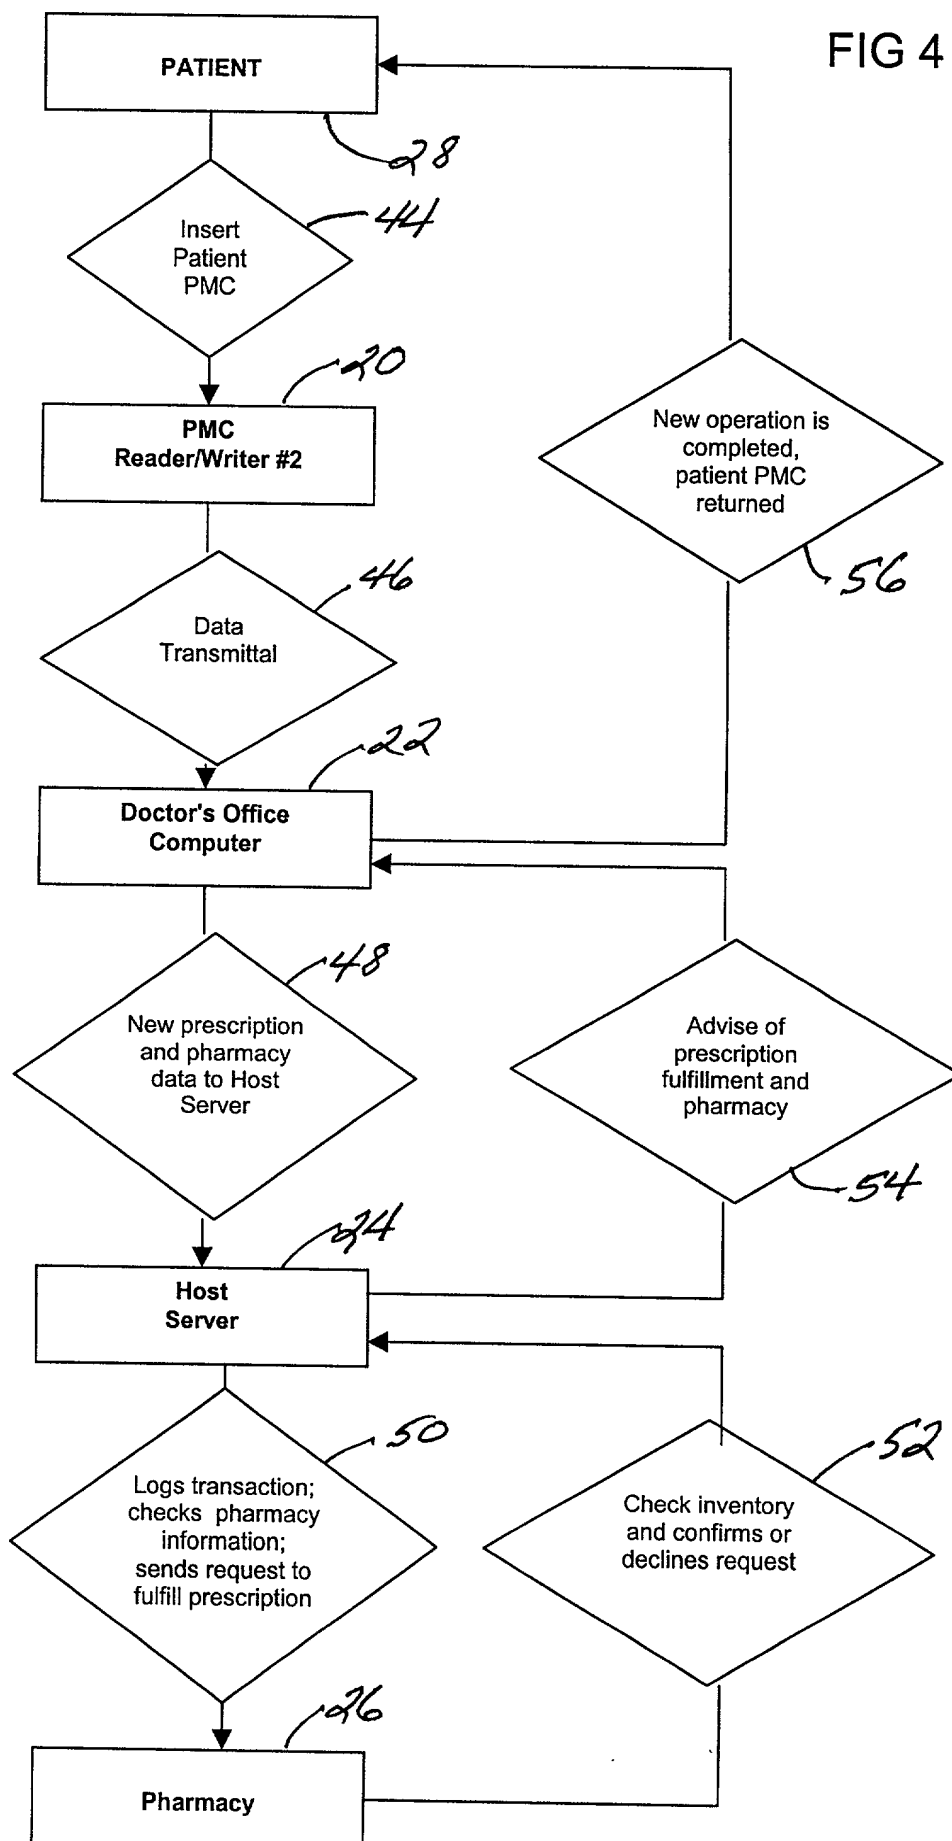 FIG 4
PATIENT
28
Insert
Patient
PMC
44
PMC
Reader/Writer #2
20
Data
Transmittal
46
Doctor's Office
Computer
22
New prescription
and pharmacy
data to Host
Server
48
Host
Server
24
Logs transaction;
checks pharmacy
information;
sends request to
fulfill prescription
50
Pharmacy
26
Check inventory
and confirms or
declines request
52
Advise of
prescription
fulfillment and
pharmacy
54
New operation is
completed,
patient PMC
returned
56